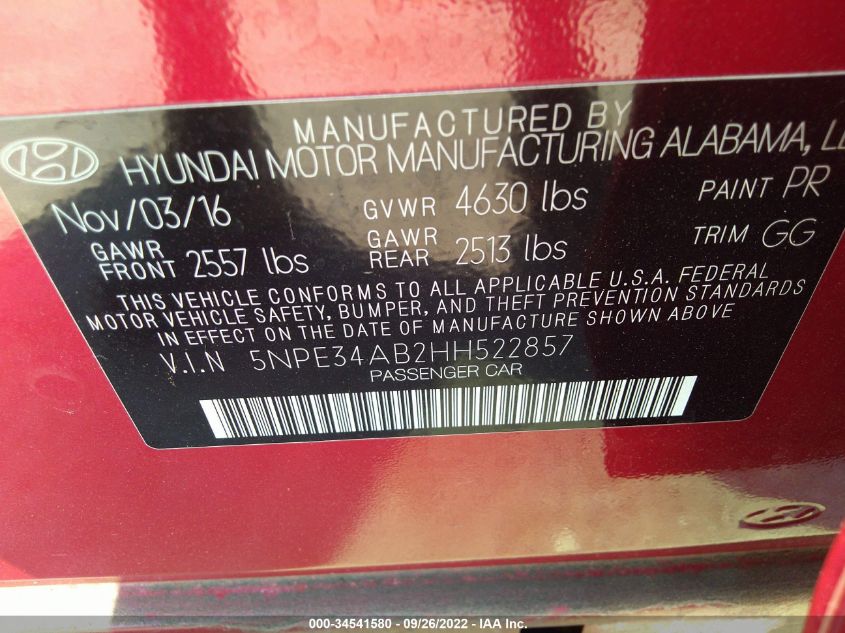 MANUFACTURED BY
HYUNDAI MOTOR MANUFACTURING ALABAMA,
Nov/03/16 GVWR 4630 lbs PAINT PR
GAWR FRONT 2557 lbs GAWR REAR 2513 lbs TRIM GG
THIS VEHICLE CONFORMS TO ALL APPLICABLE U.S.A. FEDERAL
MOTOR VEHICLE SAFETY, BUMPER, AND THEFT PREVENTION STANDARDS
IN EFFECT ON THE DATE OF MANUFACTURE SHOWN ABOVE
V.I.N 5NPE34AB2HH522857
PASSENGER CAR
000-34541580 - 09/26/2022 - IAA Inc.